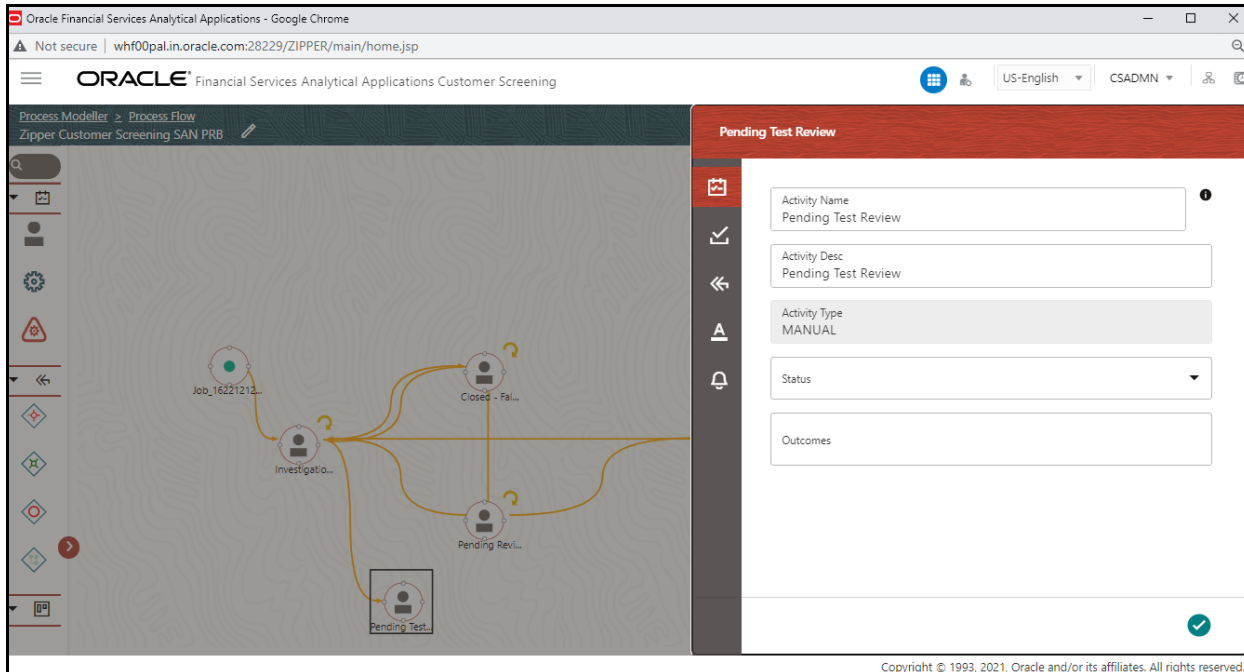 Oracle Financial Services Analytical Applications - Google Chrome
Not secure | whf00pal.in.oracle.com:28229/ZIPPER/main/home.jsp
ORACLE® Financial Services Analytical Applications Customer Screening
US-English
CSADMN
Process Modeller > Process Flow
Zipper Customer Screening SAN PRB
Pending Test Review
Activity Name
Pending Test Review
Activity Desc
Pending Test Review
Activity Type
MANUAL
Status
Outcomes
Job_16221212...
Closed - Fal...
Investigatio...
Pending Revi...
Pending Test...
Copyright © 1993, 2021, Oracle and/or its affiliates. All rights reserved.